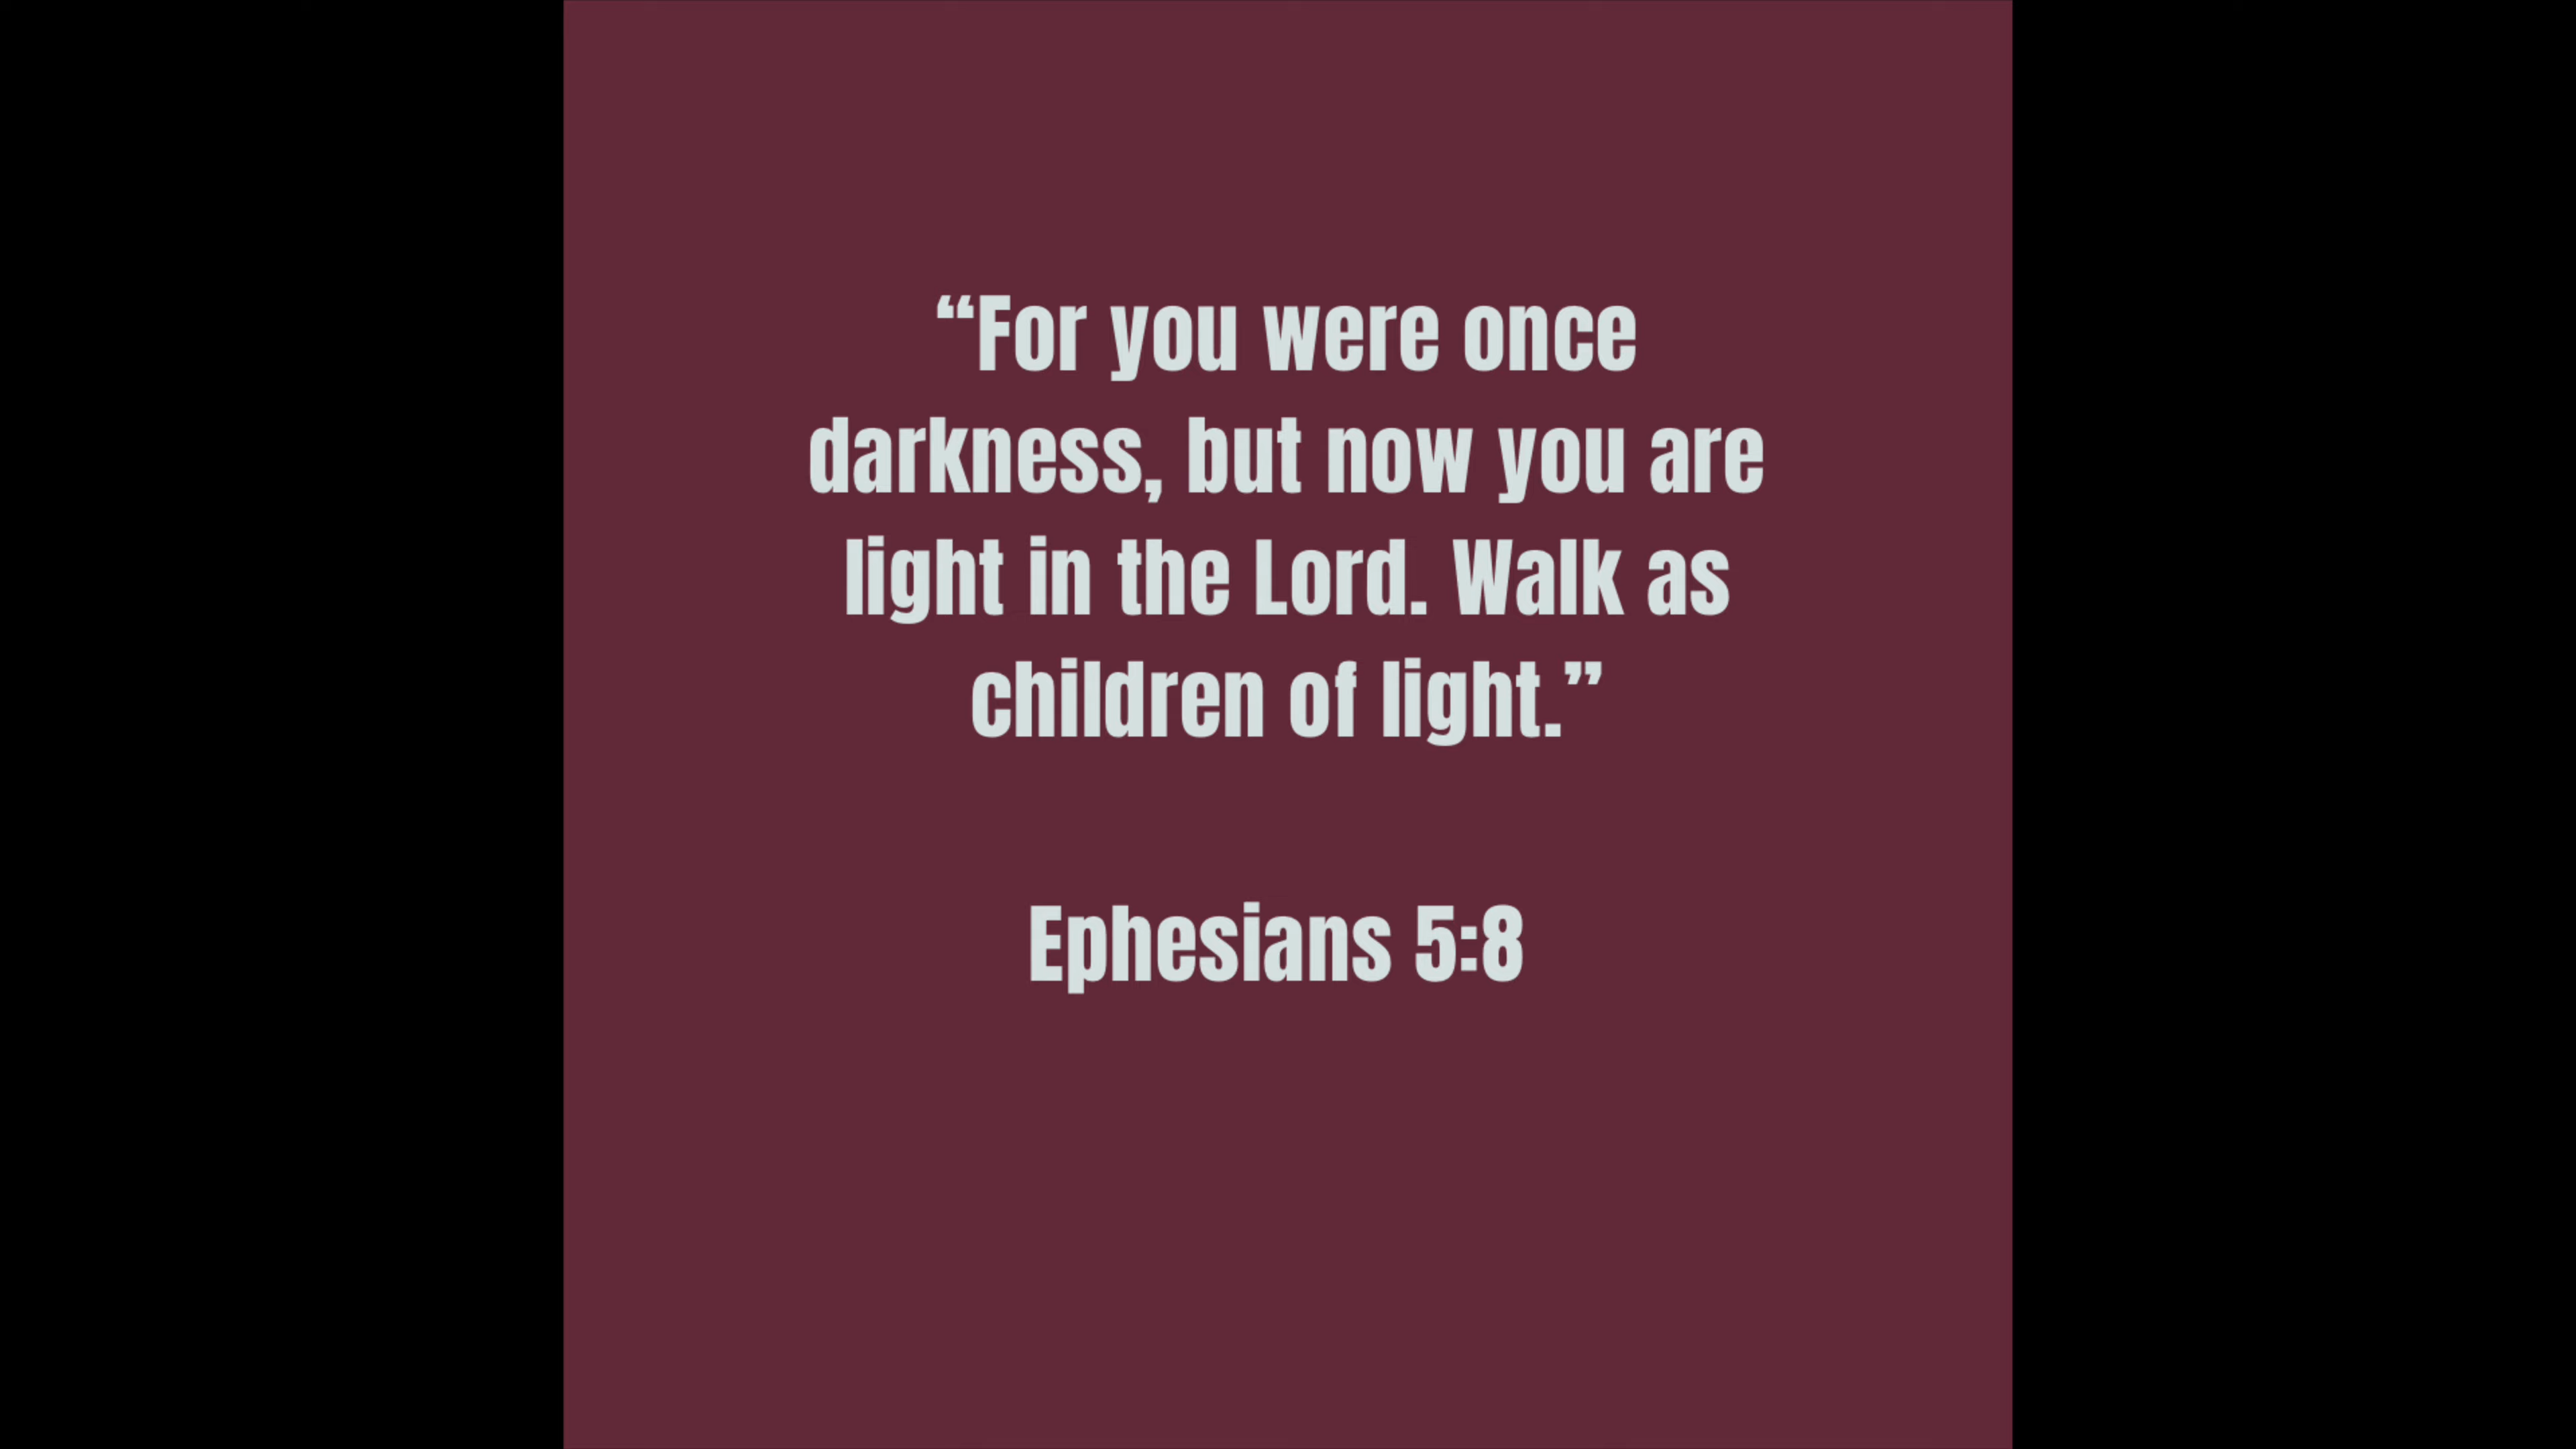 “For you were once
darkness, but now you are
light in the Lord. Walk as
children of light.”
Ephesians 5:8